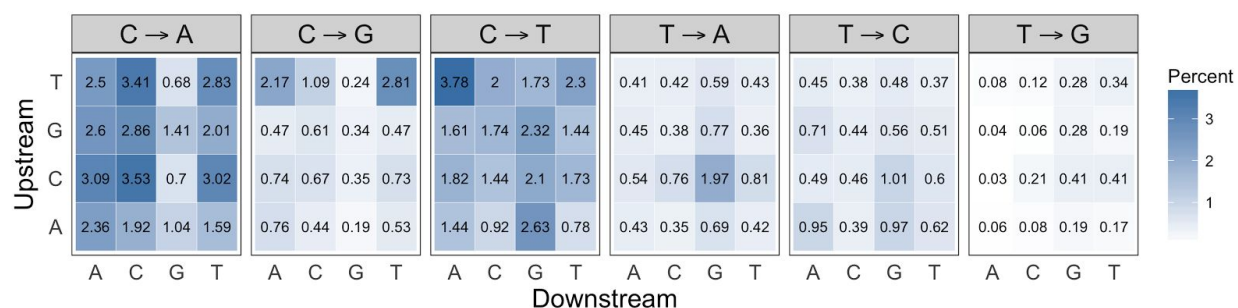 C → A C → G C → T T → A T → C T → G
T 2.5 3.41 0.68 2.83 2.17 1.09 0.24 2.81 3.78 2 1.73 2.3 0.41 0.42 0.59 0.43 0.45 0.38 0.48 0.37 0.08 0.12 0.28 0.34
G 2.6 2.86 1.41 2.01 0.47 0.61 0.34 0.47 1.61 1.74 2.32 1.44 0.45 0.38 0.77 0.36 0.71 0.44 0.56 0.51 0.04 0.06 0.28 0.19
C 3.09 3.53 0.7 3.02 0.74 0.67 0.35 0.73 1.82 1.44 2.1 1.73 0.54 0.76 1.97 0.81 0.49 0.46 1.01 0.6 0.03 0.21 0.41 0.41
A 2.36 1.92 1.04 1.59 0.76 0.44 0.19 0.53 1.44 0.92 2.63 0.78 0.43 0.35 0.69 0.42 0.95 0.39 0.97 0.62 0.06 0.08 0.19 0.17
A C G T A C G T A C G T A C G T A C G T A C G T
Upstream
Downstream
Percent
3
2
1